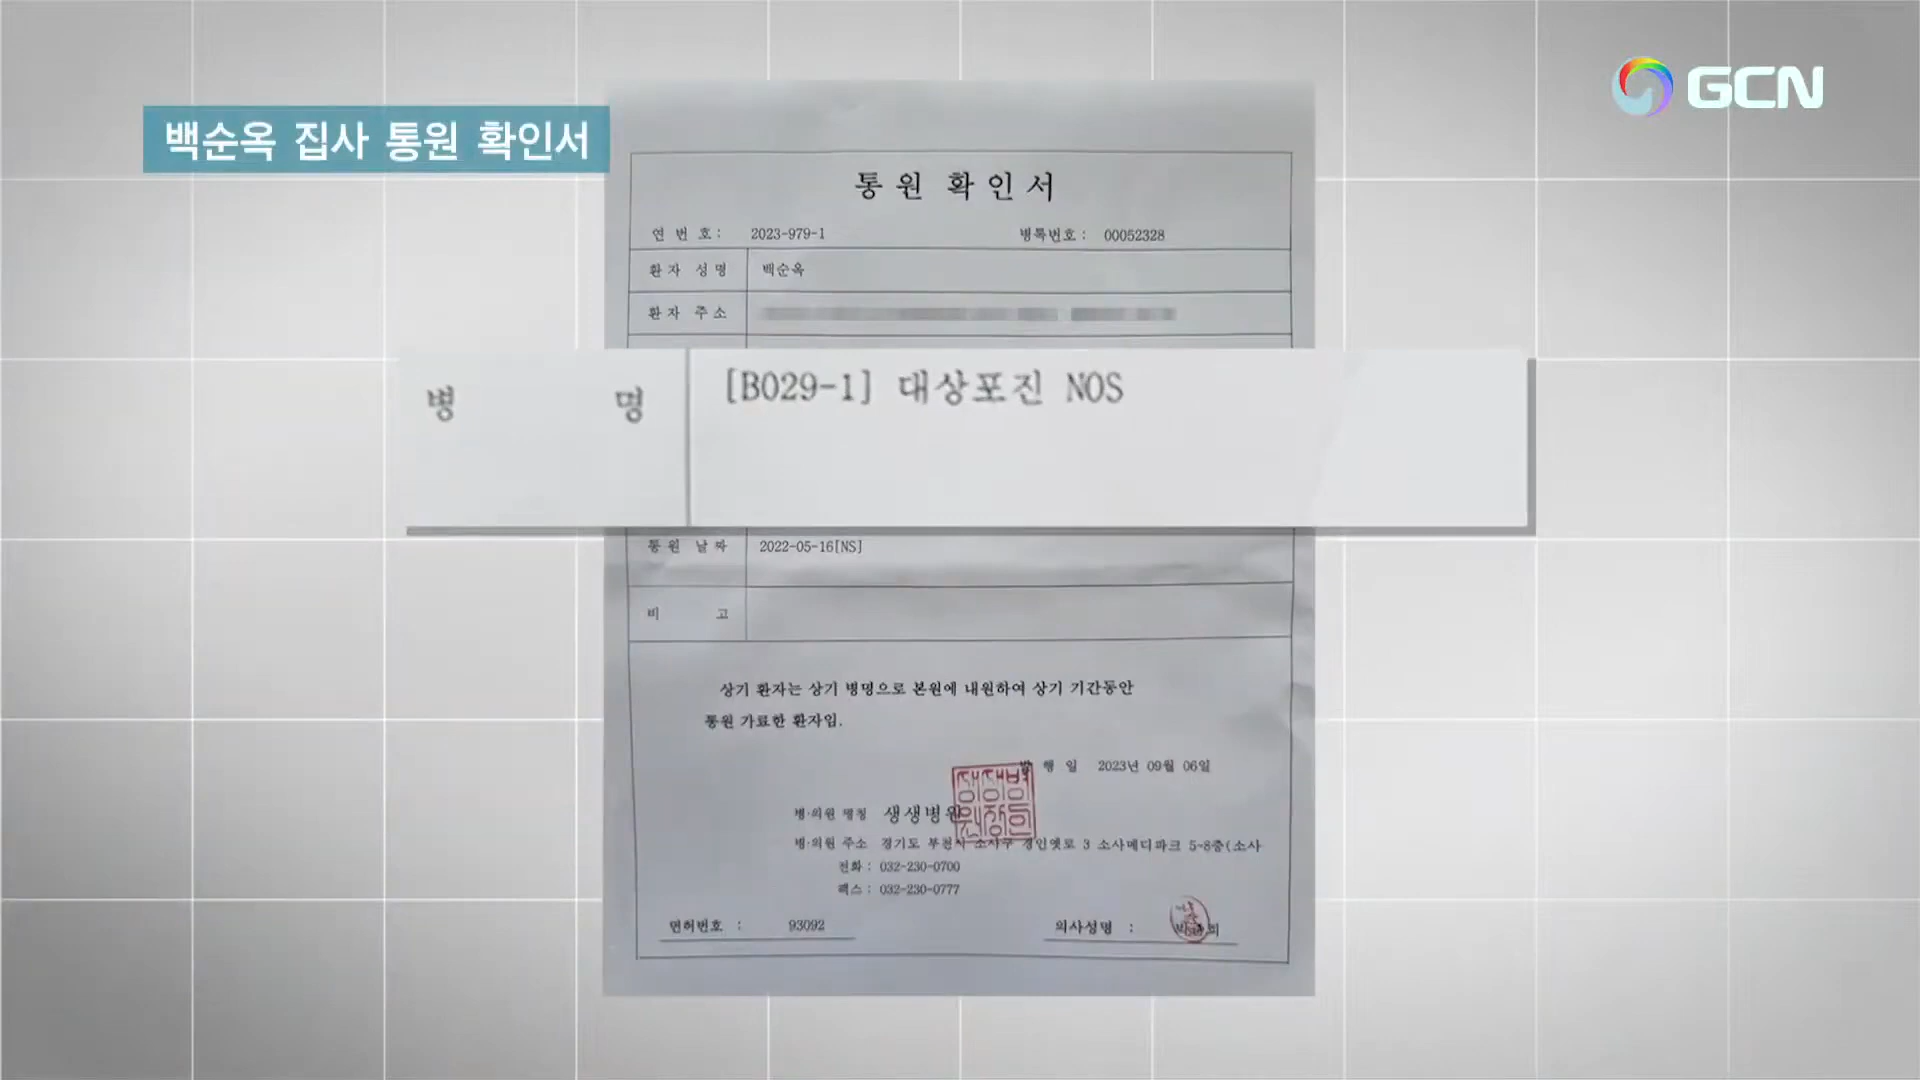 GCN
백순옥 집사 통원 확인서
통원 확인서
연 번 호 : 2023-979-1 병록번호 : 00052328
환자 성명 백순옥
환자 주소
병 명 [B029-1] 대상포진 NOS
통원 날짜 2022-05-16[NS]
비 고
상기 환자는 상기 병명으로 본원에 내원하여 상기 기간동안
통원 가료한 환자임.
발 행 일 2023년 09월 06일
병·의원 명칭 생생병원
병·의원 주소 경기도 부천시 소사구 경인옛로 3 소사메디파크 5-8층(소사
전화 : 032-230-0700
팩스 : 032-230-0777
면허번호 : 93092 의사성명 :